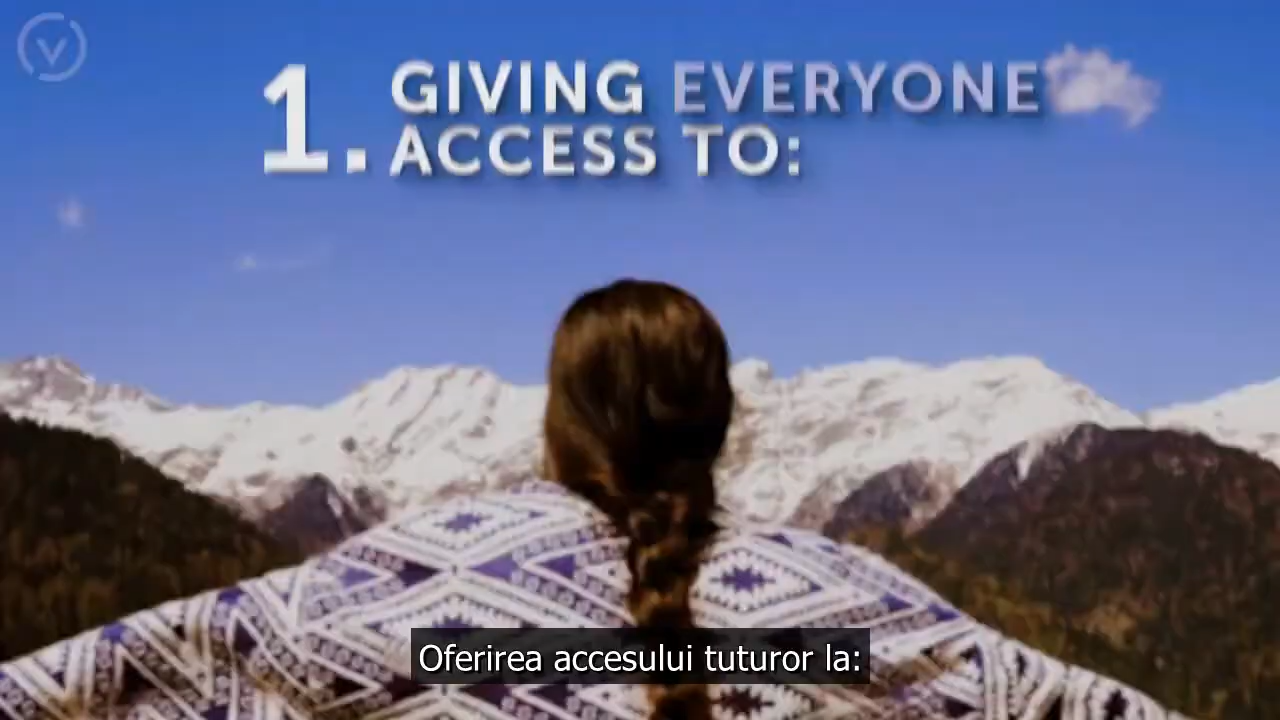 V
1. GIVING EVERYONE
ACCESS TO:
Oferirea accesului tuturor la: